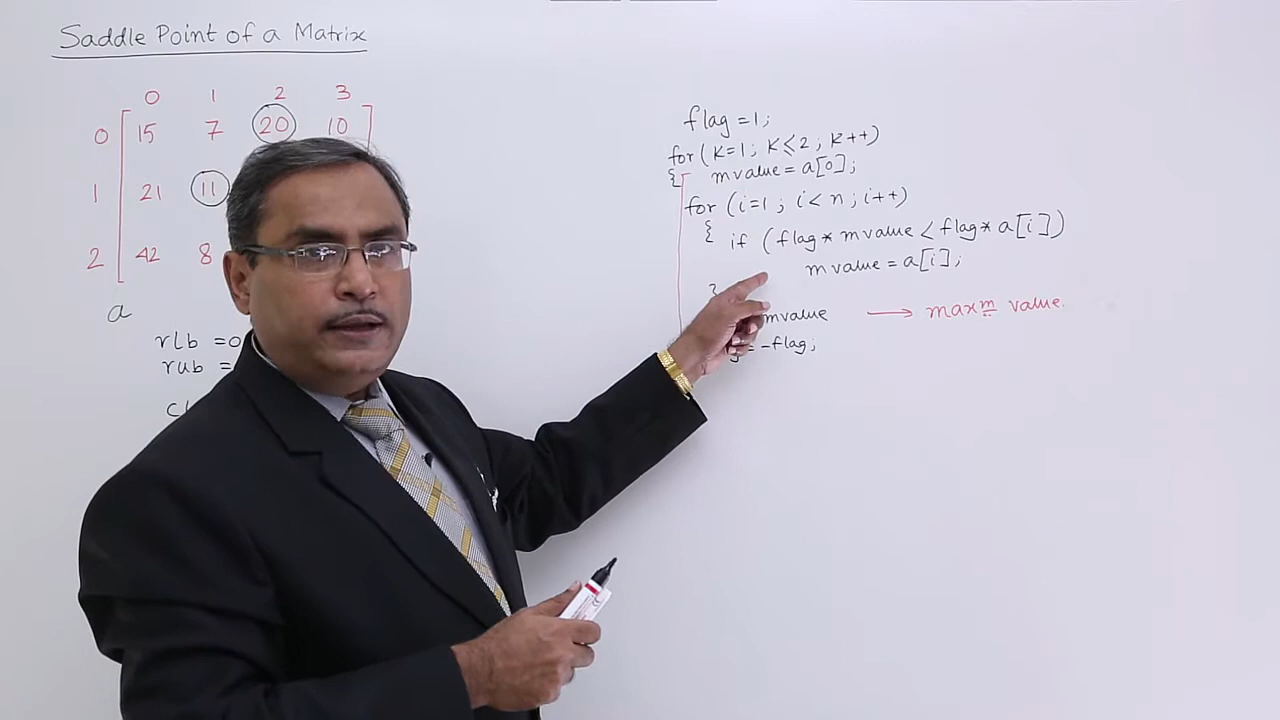 Saddle Point of a Matrix
0 1 2 3
0 15 7 20 10
1 21 11
2 42 8
a
rlb = 0
rub =
flag = 1;
for (k=1; k≤2; k++)
{ mvalue = a[0];
for (i=1; i<n; i++)
{ if (flag * mvalue < flag * a[i])
mvalue = a[i];
}
mvalue → maxm value.
= -flag;